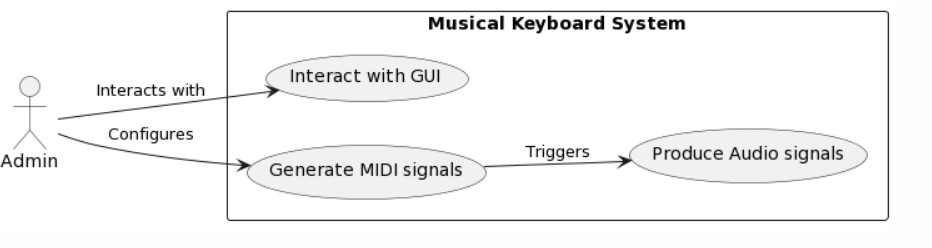 Musical Keyboard System
Interact with GUI
Interacts with
Configures
Admin
Generate MIDI signals
Triggers
Produce Audio signals